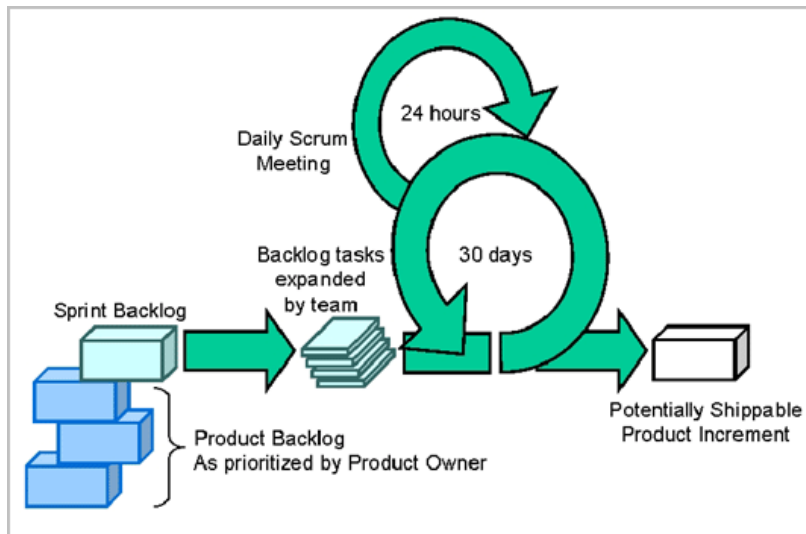 24 hours
Daily Scrum
Meeting
Backlog tasks
expanded
by team
30 days
Sprint Backlog
Potentially Shippable
Product Increment
Product Backlog
As prioritized by Product Owner